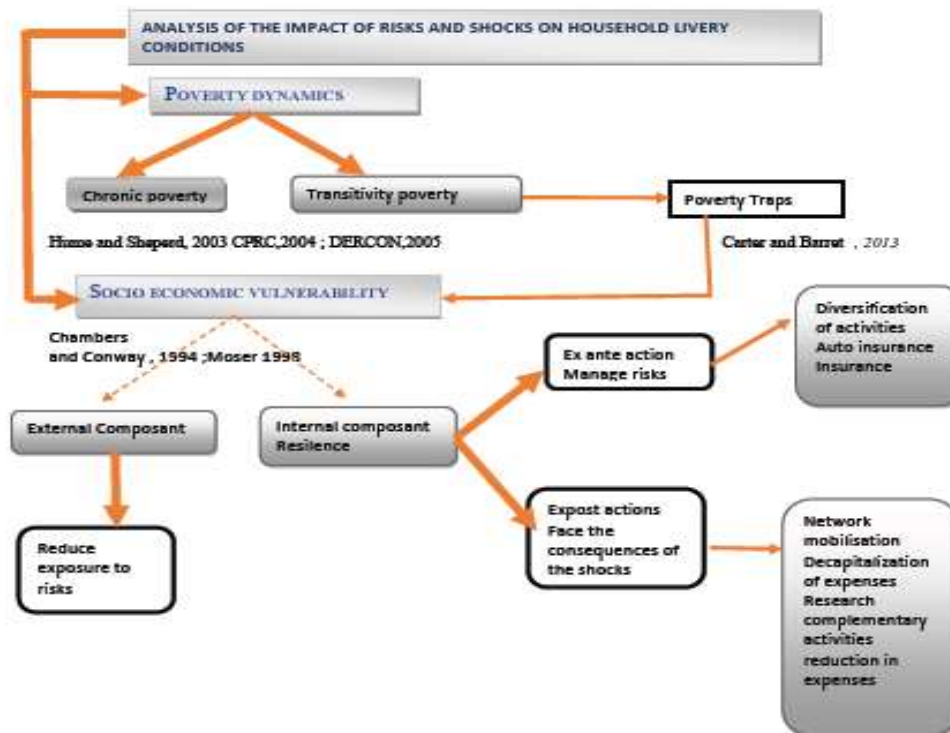 ANALYSIS OF THE IMPACT OF RISKS AND SHOCKS ON HOUSEHOLD LIVERY
CONDITIONS
POVERTY DYNAMICS
Chronic poverty
Transitivity poverty
Poverty Traps
and Sheperd, 2003 CPRC,2004 ; DERCON,2005
Carter and Barret , 2013
SOCIO ECONOMIC VULNERABILITY
Chambers
and Conway , 1994 ;Moser 1998
Ex ante action
Manage risks
Diversification
of activities
Auto insurance
Insurance
External Composant
Internal composant
Resilence
Reduce
exposure to
risks
Expost actions
Face the
consequences of
the shocks
Network
mobilisation
Decapitalization
of expenses
Research
complementary
activities
reduction in
expenses